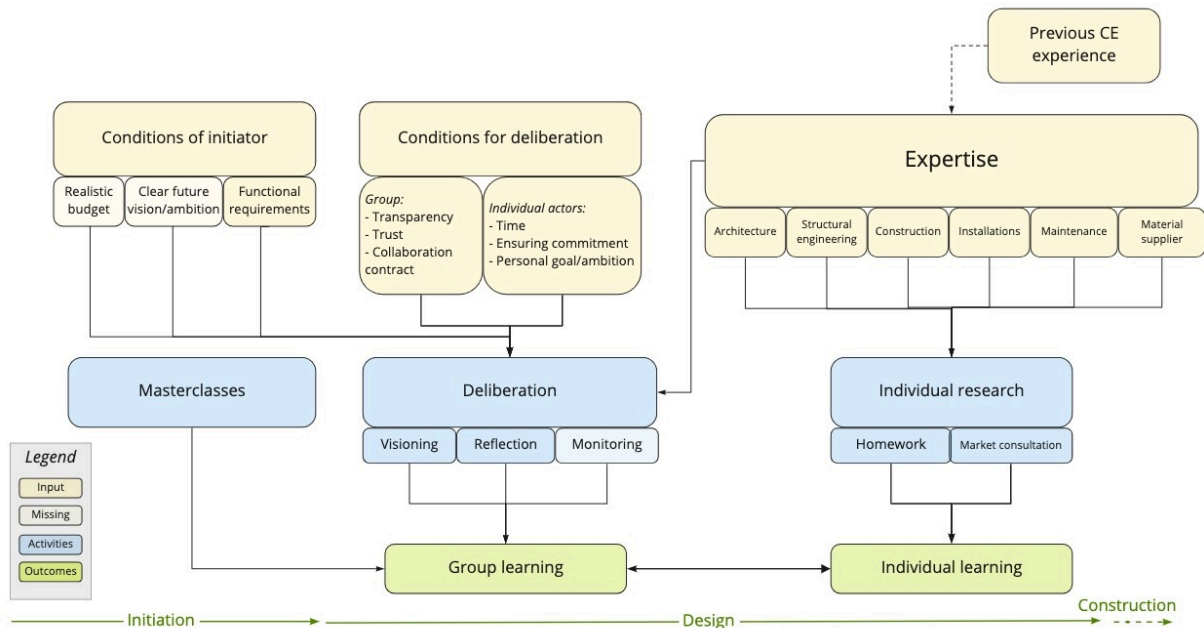 Previous CE
experience
Conditions of initiator
Conditions for deliberation
Expertise
Realistic
budget
Clear future
vision/ambition
Functional
requirements
Group:
- Transparency
- Trust
- Collaboration
contract
Individual actors:
- Time
- Ensuring commitment
- Personal goal/ambition
Architecture
Structural
engineering
Construction
Installations
Maintenance
Material
supplier
Masterclasses
Deliberation
Individual research
Visioning
Reflection
Monitoring
Homework
Market consultation
Legend
Input
Missing
Activities
Outcomes
Group learning
Individual learning
Initiation
Design
Construction